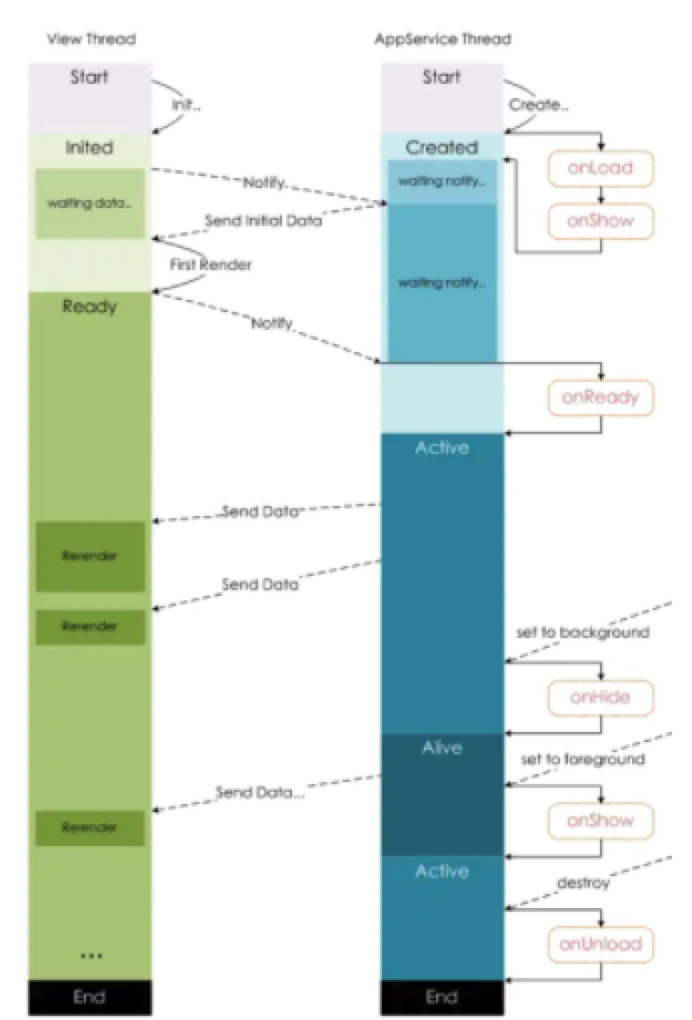 View Thread
AppService Thread
Start
Start
Init..
Create..
Inited
Created
onLoad
waiting notify..
Notify
waiting data..
Send Initial Data
onShow
First Render
waiting notify..
Ready
Notify
onReady
Active
Send Data
Rerender
Send Data
Rerender
set to background
onHide
Alive
set to foreground
Send Data...
onShow
Rerender
Active
destroy
onUnload
...
End
End